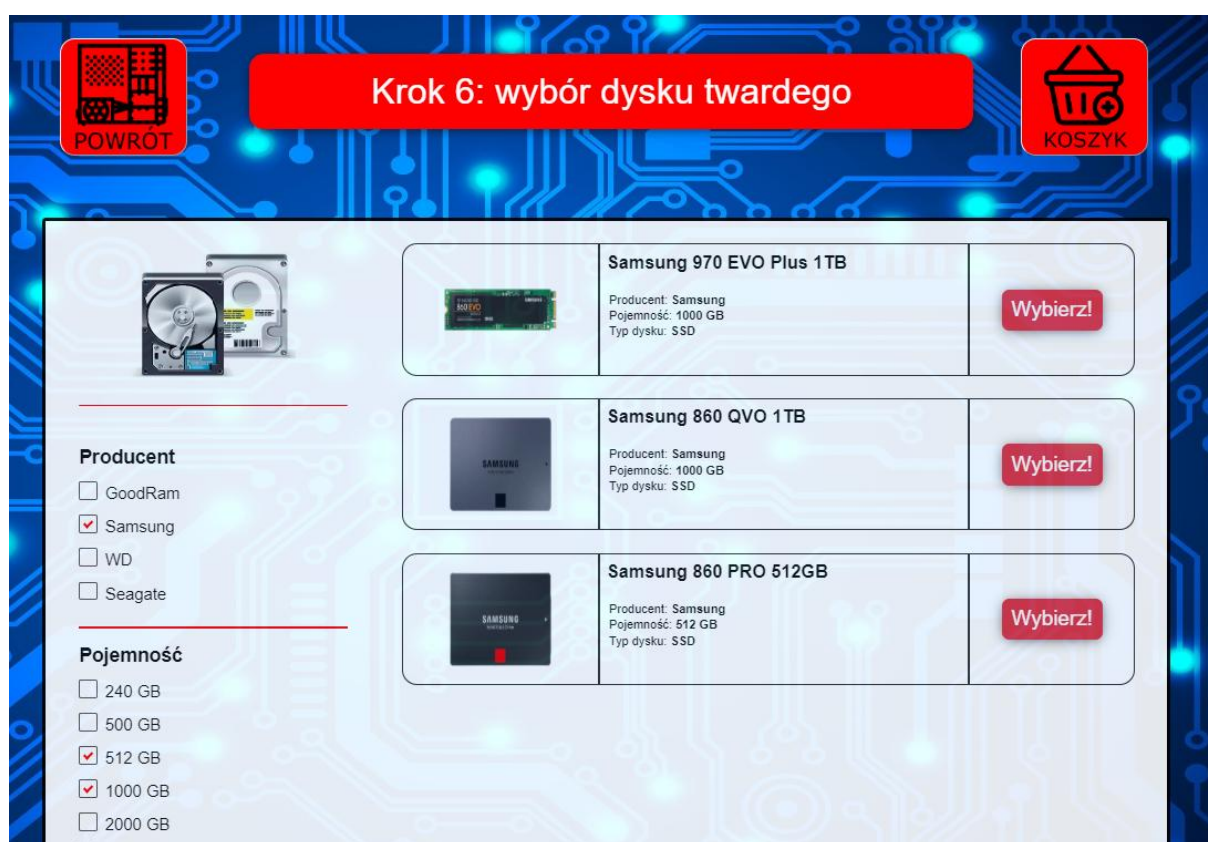 POWRÓT
Krok 6: wybór dysku twardego
KOSZYK
Producent
GoodRam
Samsung
WD
Seagate
Pojemność
240 GB
500 GB
512 GB
1000 GB
2000 GB
Samsung 970 EVO Plus 1TB
Producent: Samsung
Pojemność: 1000 GB
Typ dysku: SSD
Wybierz!
SAMSUNG
Samsung 860 QVO 1TB
Producent: Samsung
Pojemność: 1000 GB
Typ dysku: SSD
Wybierz!
SAMSUNG
Samsung 860 PRO 512GB
Producent: Samsung
Pojemność: 512 GB
Typ dysku: SSD
Wybierz!